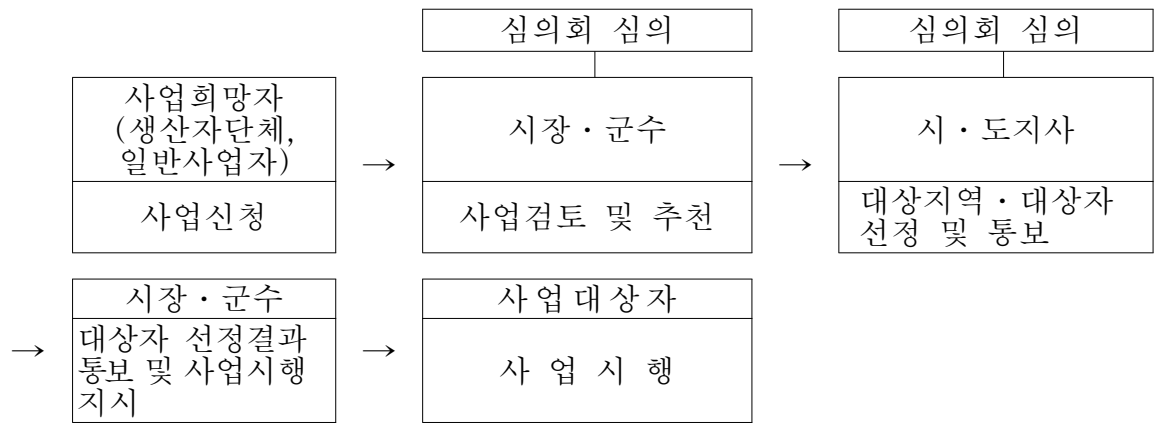 심의회 심의
심의회 심의
사업희망자
(생산자단체,
일반사업자)
사업신청
→
시장·군수
사업검토 및 추천
→
시·도지사
대상지역·대상자
선정 및 통보
→
시장·군수
대상자 선정결과
통보 및 사업시행
지시
→
사업대상자
사 업 시 행